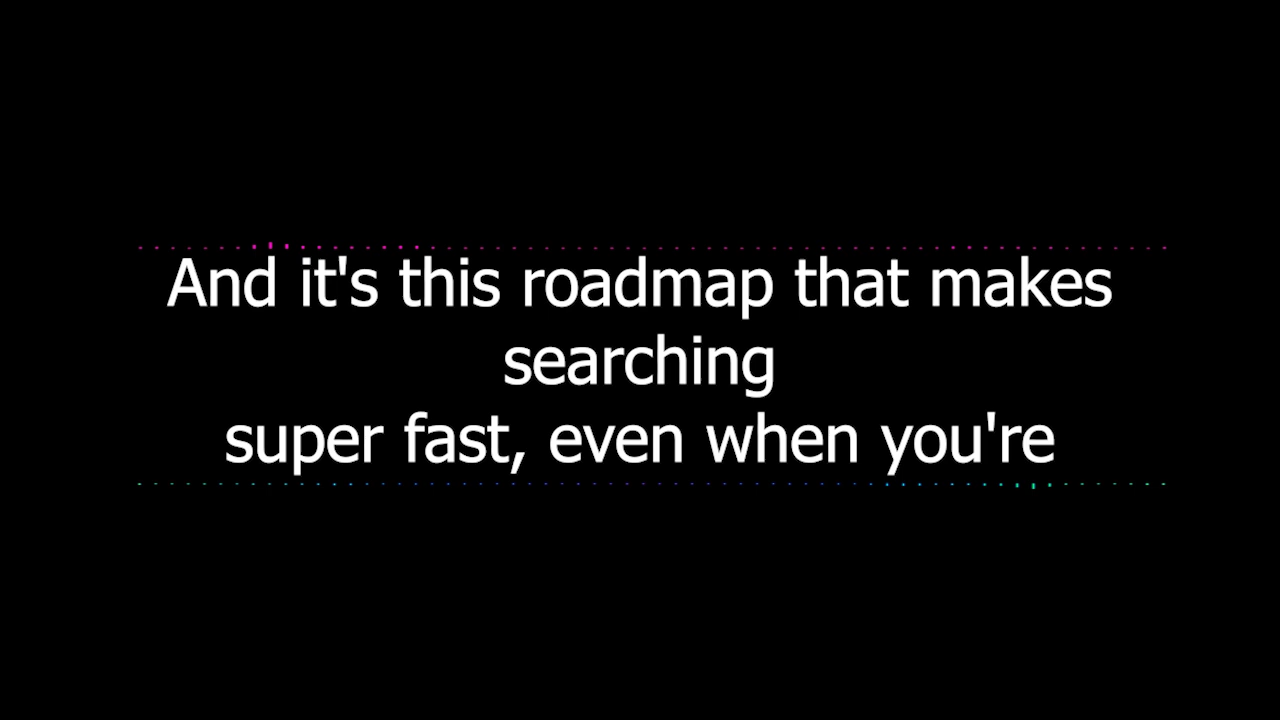 And it's this roadmap that makes
searching
super fast, even when you're